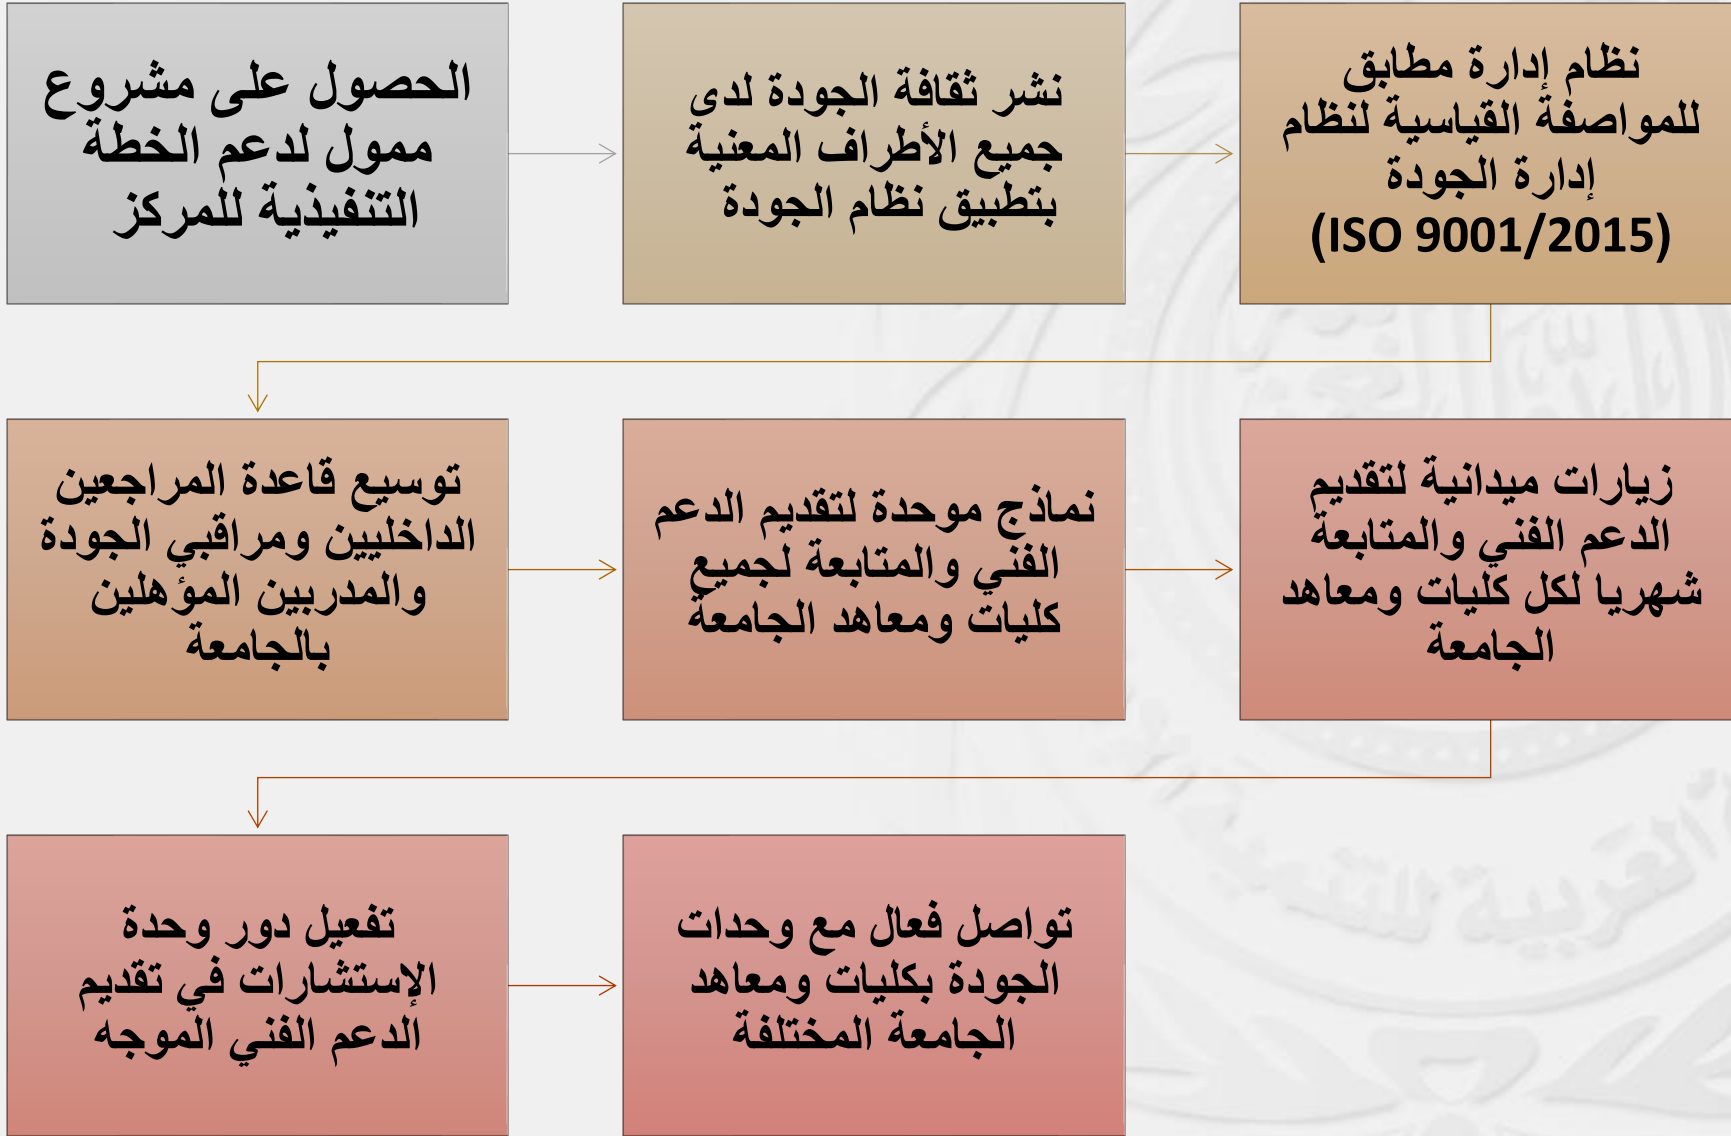 الحصول على مشروع
ممول لدعم الخطة
التنفيذية للمركز
نشر ثقافة الجودة لدى
جميع الأطراف المعنية
بتطبيق نظام الجودة
نظام إدارة مطابق
للمواصفة القياسية لنظام
إدارة الجودة
(ISO 9001/2015)
توسيع قاعدة المراجعين
الداخليين ومراقبي الجودة
والمدربين المؤهلين
بالجامعة
نماذج موحدة لتقديم الدعم
الفني والمتابعة لجميع
كليات ومعاهد الجامعة
زيارات ميدانية لتقديم
الدعم الفني والمتابعة
شهريا لكل كليات ومعاهد
الجامعة
تفعيل دور وحدة
الإستشارات في تقديم
الدعم الفني الموجه
تواصل فعال مع وحدات
الجودة بكليات ومعاهد
الجامعة المختلفة
العربية للتنمية